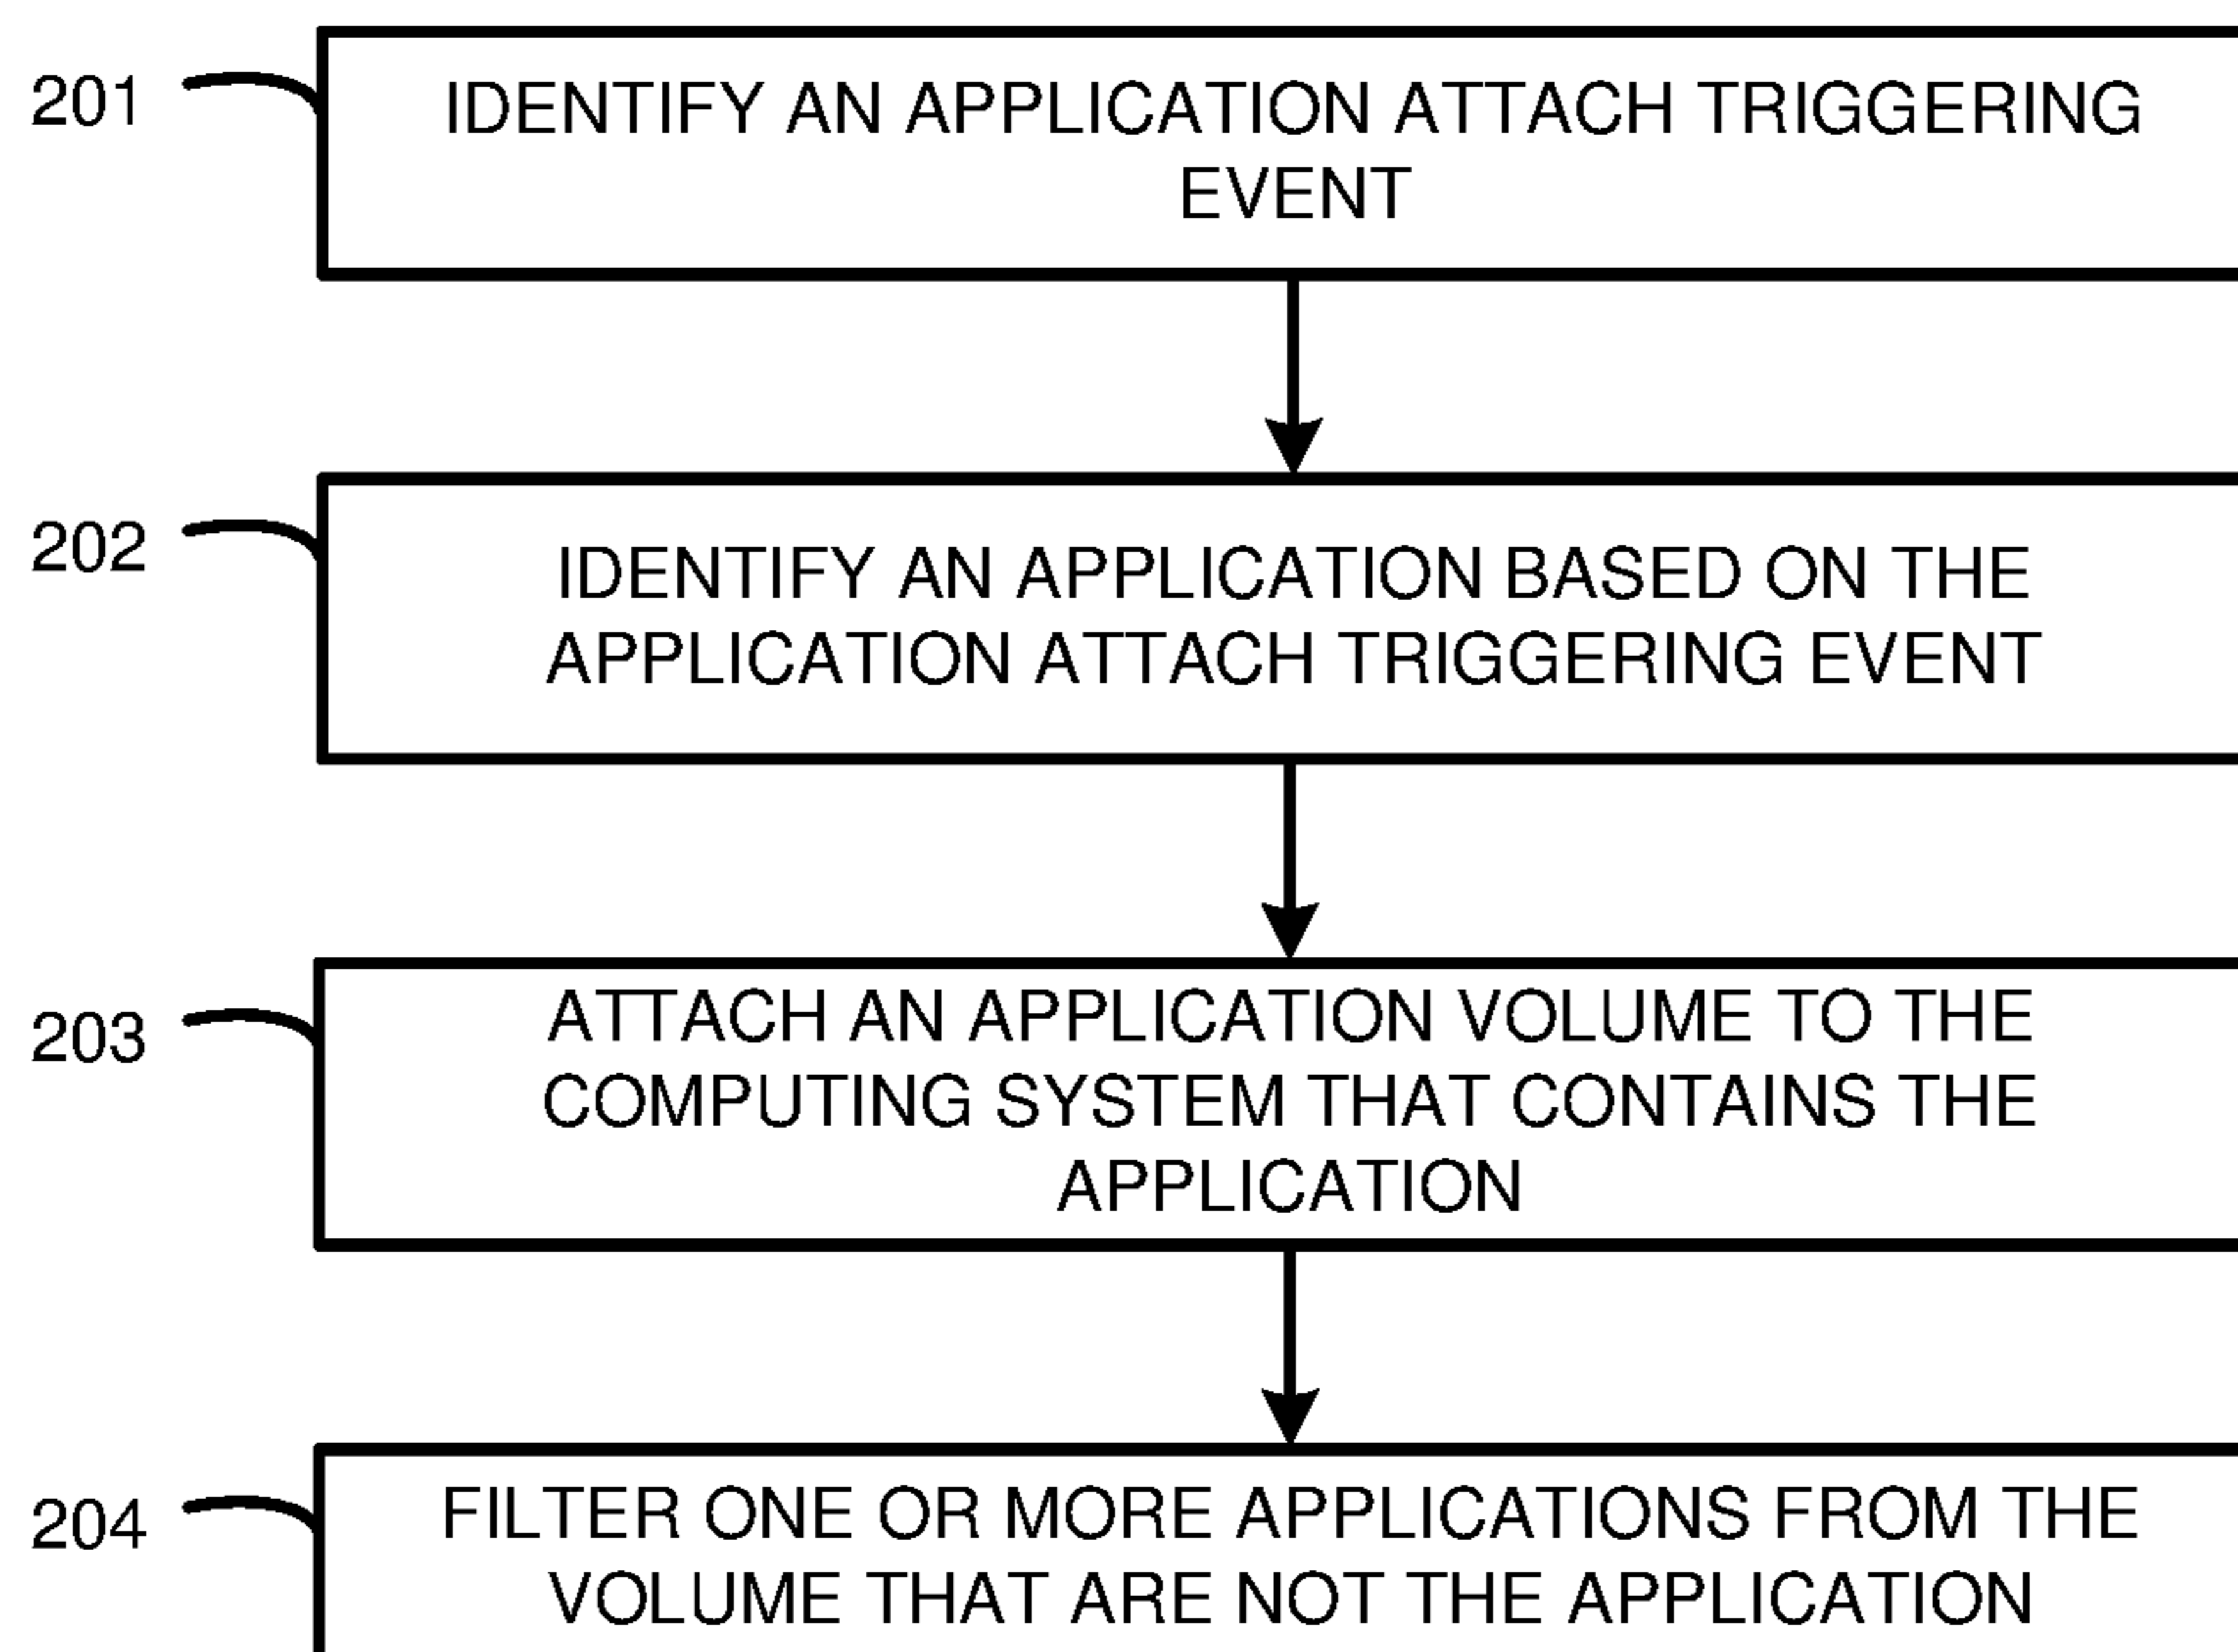 201
IDENTIFY AN APPLICATION ATTACH TRIGGERING
EVENT
202
IDENTIFY AN APPLICATION BASED ON THE
APPLICATION ATTACH TRIGGERING EVENT
203
ATTACH AN APPLICATION VOLUME TO THE
COMPUTING SYSTEM THAT CONTAINS THE
APPLICATION
204
FILTER ONE OR MORE APPLICATIONS FROM THE
VOLUME THAT ARE NOT THE APPLICATION